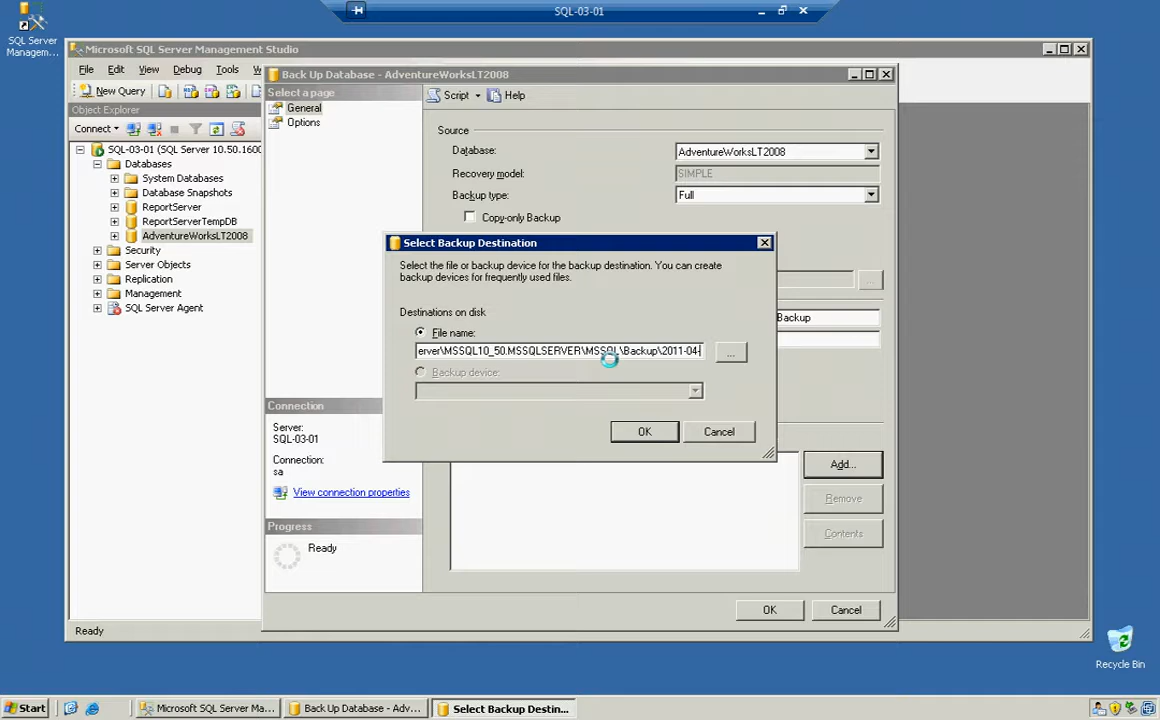 SQL Server
Managem...
SQL-03-01
Microsoft SQL Server Management Studio
File Edit View Debug Tools W
New Query
Object Explorer
Connect
SQL-03-01 (SQL Server 10.50.1600
Databases
System Databases
Database Snapshots
ReportServer
ReportServerTempDB
AdventureWorksLT2008
Security
Server Objects
Replication
Management
SQL Server Agent
Ready
Back Up Database - AdventureWorksLT2008
Select a page
General
Options
Script Help
Source
Database: AdventureWorksLT2008
Recovery model: SIMPLE
Backup type: Full
Copy-only Backup
...
Backup
Select Backup Destination
Select the file or backup device for the backup destination. You can create
backup devices for frequently used files.
Destinations on disk
File name:
erver\MSSQL10_50.MSSQLSERVER\MSSQL\Backup\2011-04-
...
Backup device:
OK Cancel
Connection
Server:
SQL-03-01
Connection:
sa
View connection properties
Progress
Ready
Add...
Remove
Contents
OK Cancel
Recycle Bin
Start
Microsoft SQL Server Ma...
Back Up Database - Adv...
Select Backup Destin...